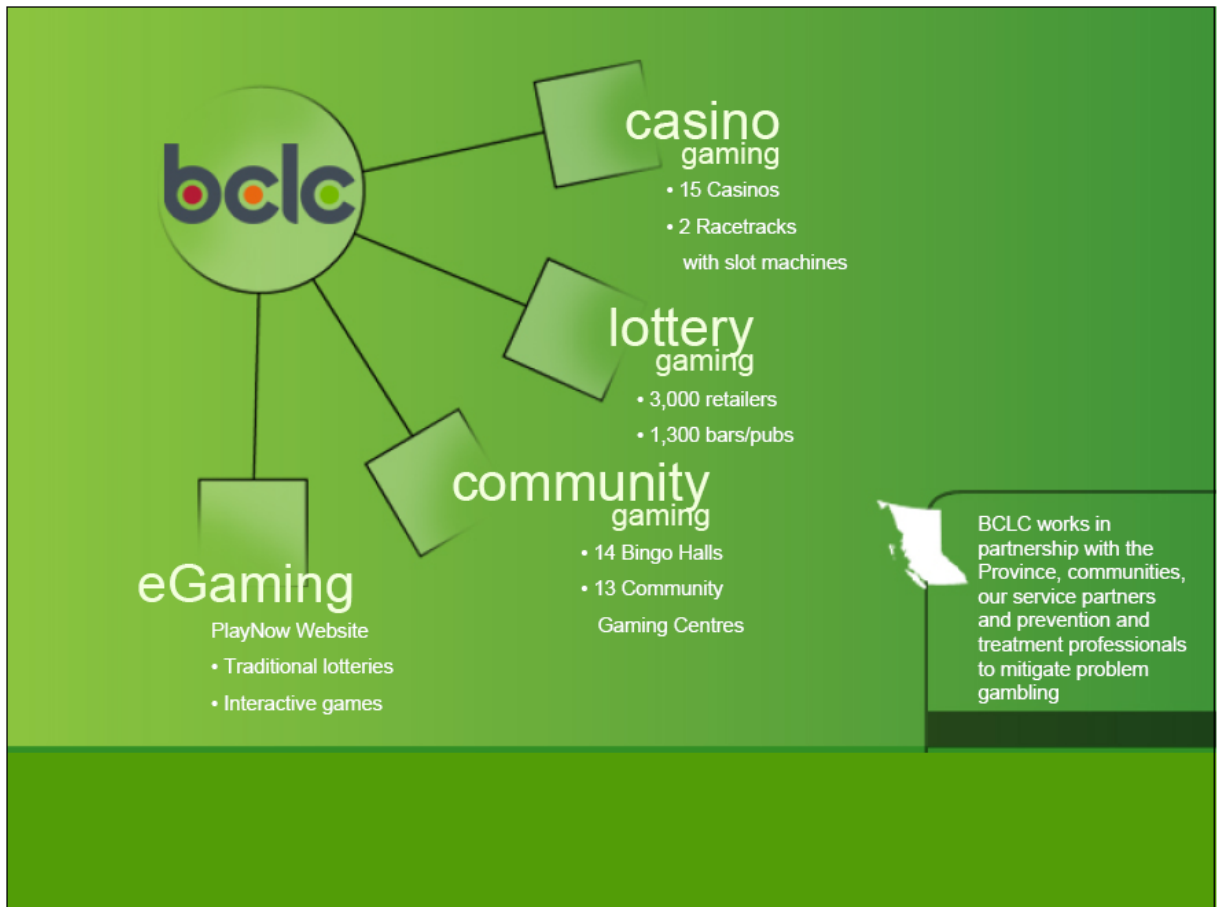 bclc
casino
gaming
• 15 Casinos
• 2 Racetracks
with slot machines
lottery
gaming
• 3,000 retailers
• 1,300 bars/pubs
community
gaming
• 14 Bingo Halls
• 13 Community
Gaming Centres
eGaming
PlayNow Website
• Traditional lotteries
• Interactive games
BCLC works in
partnership with the
Province, communities,
our service partners
and prevention and
treatment professionals
to mitigate problem
gambling